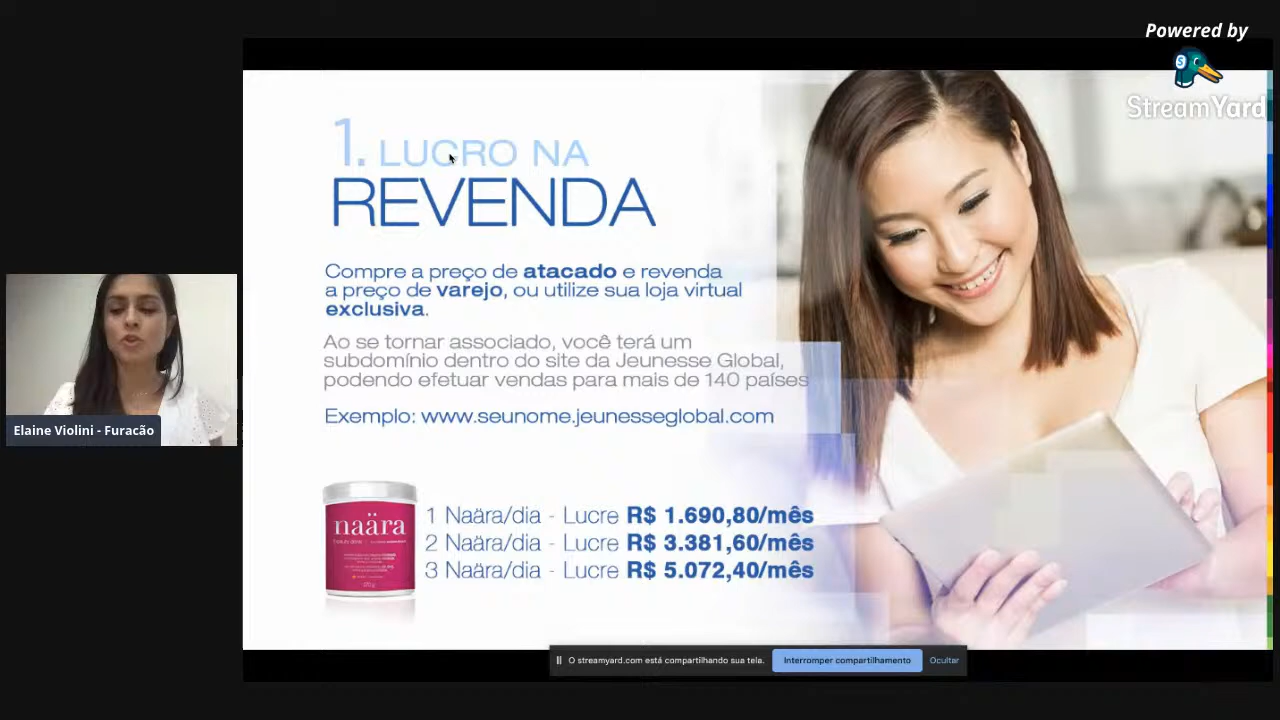 Powered by
StreamYard
1. LUCRO NA
REVENDA
Compre a preço de atacado e revenda
a preço de varejo, ou utilize sua loja virtual
exclusiva.
Ao se tornar associado, você terá um
subdomínio dentro do site da Jeunesse Global,
podendo efetuar vendas para mais de 140 países
Exemplo: www.seunome.jeunesseglobal.com
Elaine Violini - Furacão
naära
1 Naära/dia - Lucre R$ 1.690,80/mês
2 Naära/dia - Lucre R$ 3.381,60/mês
3 Naära/dia - Lucre R$ 5.072,40/mês
O streamyard.com está compartilhando sua tela.
Interromper compartilhamento
Ocultar